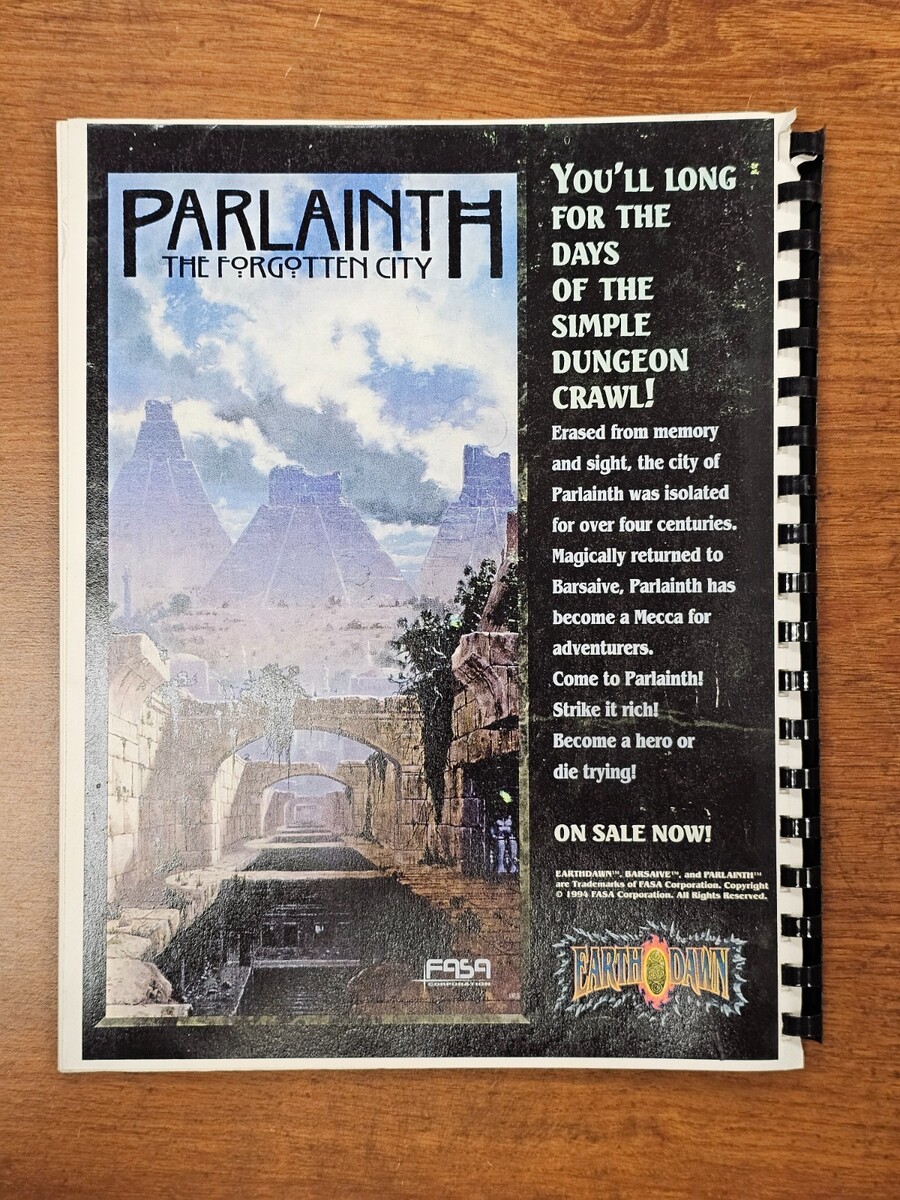 PARLAINTH
THE FORGOTTEN CITY
FASA
CORPORATION
YOU'LL LONG
FOR THE
DAYS
OF THE
SIMPLE
DUNGEON
CRAWL!
Erased from memory
and sight, the city of
Parlainth was isolated
for over four centuries.
Magically returned to
Barsaive, Parlainth has
become a Mecca for
adventurers.
Come to Parlainth!
Strike it rich!
Become a hero or
die trying!
ON SALE NOW!
EARTHDAWN™, BARSAIVE™, and PARLAINTH™
are Trademarks of FASA Corporation. Copyright
© 1994 FASA Corporation. All Rights Reserved.
EARTHDAWN